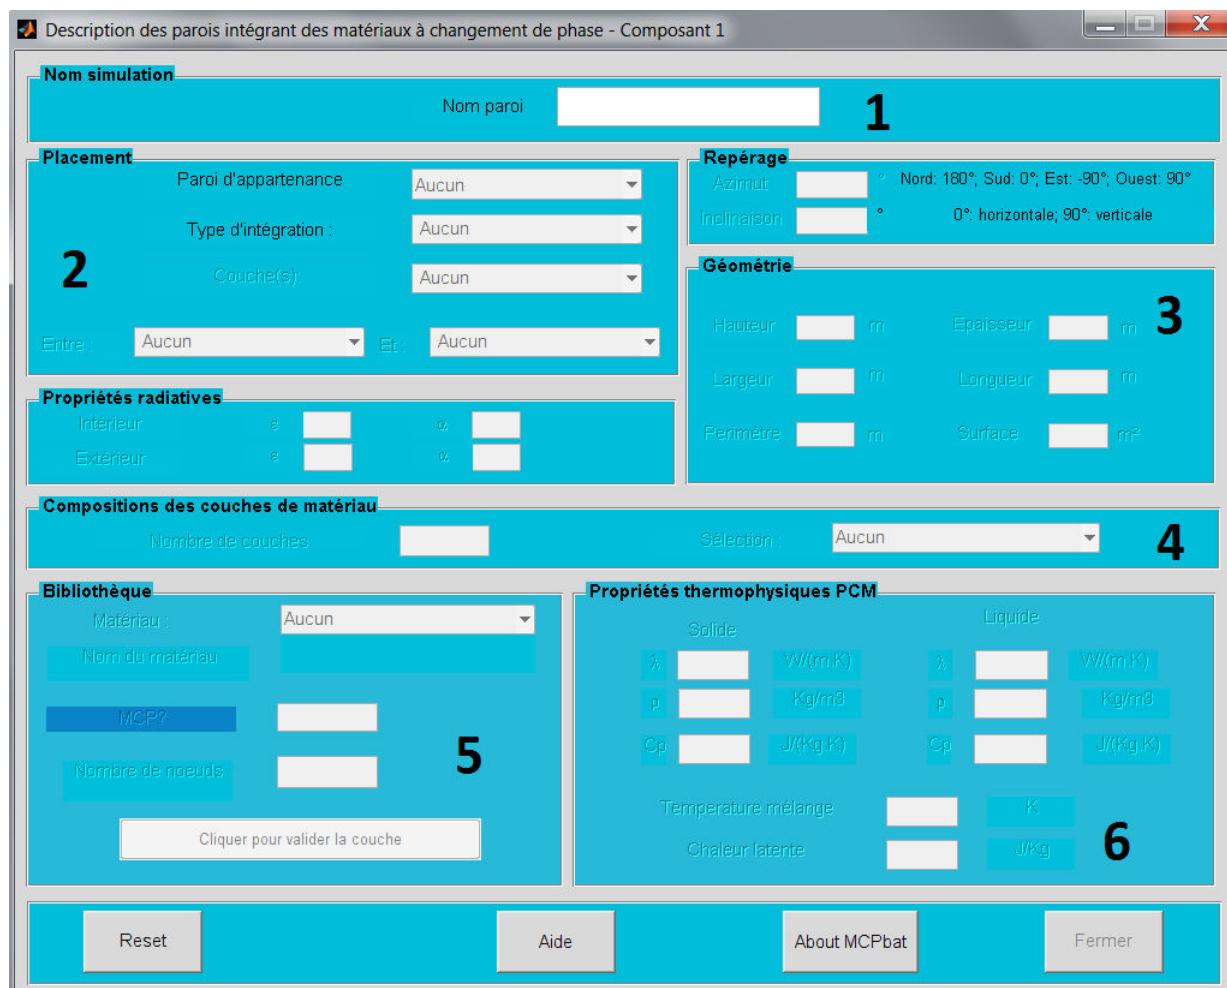 Description des parois intégrant des matériaux à changement de phase - Composant 1
Nom simulation
Nom paroi
1
Placement
Paroi d'appartenance Aucun
Type d'intégration : Aucun
2
Couche(s): Aucun
Entre : Aucun Et : Aucun
Repérage
Azimut ° Nord: 180°; Sud: 0°; Est: -90°; Ouest: 90°
Inclinaison ° 0°: horizontale; 90°: verticale
Géométrie
3
Hauteur m Epaisseur m
Largeur m Longueur m
Perimètre m Surface m²
Propriétés radiatives
Intérieur ε α
Extérieur ε α
Compositions des couches de matériau
Nombre de couches Sélection : Aucun 4
Bibliothèque
Matériau : Aucun
Nom du matériau
MCP?
5
Nombre de noeuds
Cliquer pour valider la couche
Propriétés thermophysiques PCM
Solide Liquide
λ W/(m.K) λ W/(m.K)
ρ Kg/m3 ρ Kg/m3
Cp J/(Kg.K) Cp J/(Kg.K)
Temperature mélange K
Chaleur latente J/Kg 6
Reset Aide About MCPbat Fermer